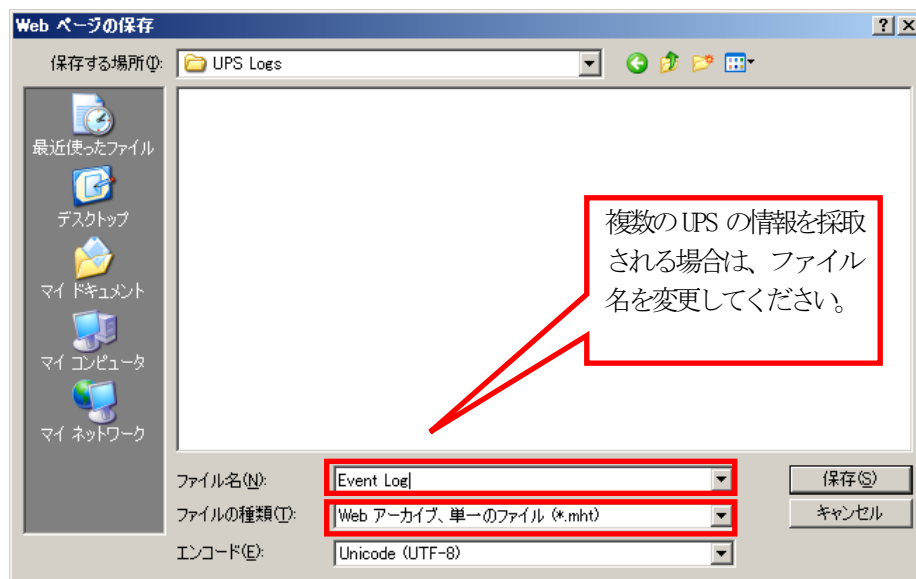 Web ページの保存
保存する場所(I):
UPS Logs
最近使ったファイル
デスクトップ
マイ ドキュメント
マイ コンピュータ
マイ ネットワーク
複数の UPS の情報を採取
される場合は、ファイル
名を変更してください。
ファイル名(N):
Event Log
保存(S)
ファイルの種類(T):
Web アーカイブ、単一のファイル (*.mht)
キャンセル
エンコード(E):
Unicode (UTF-8)